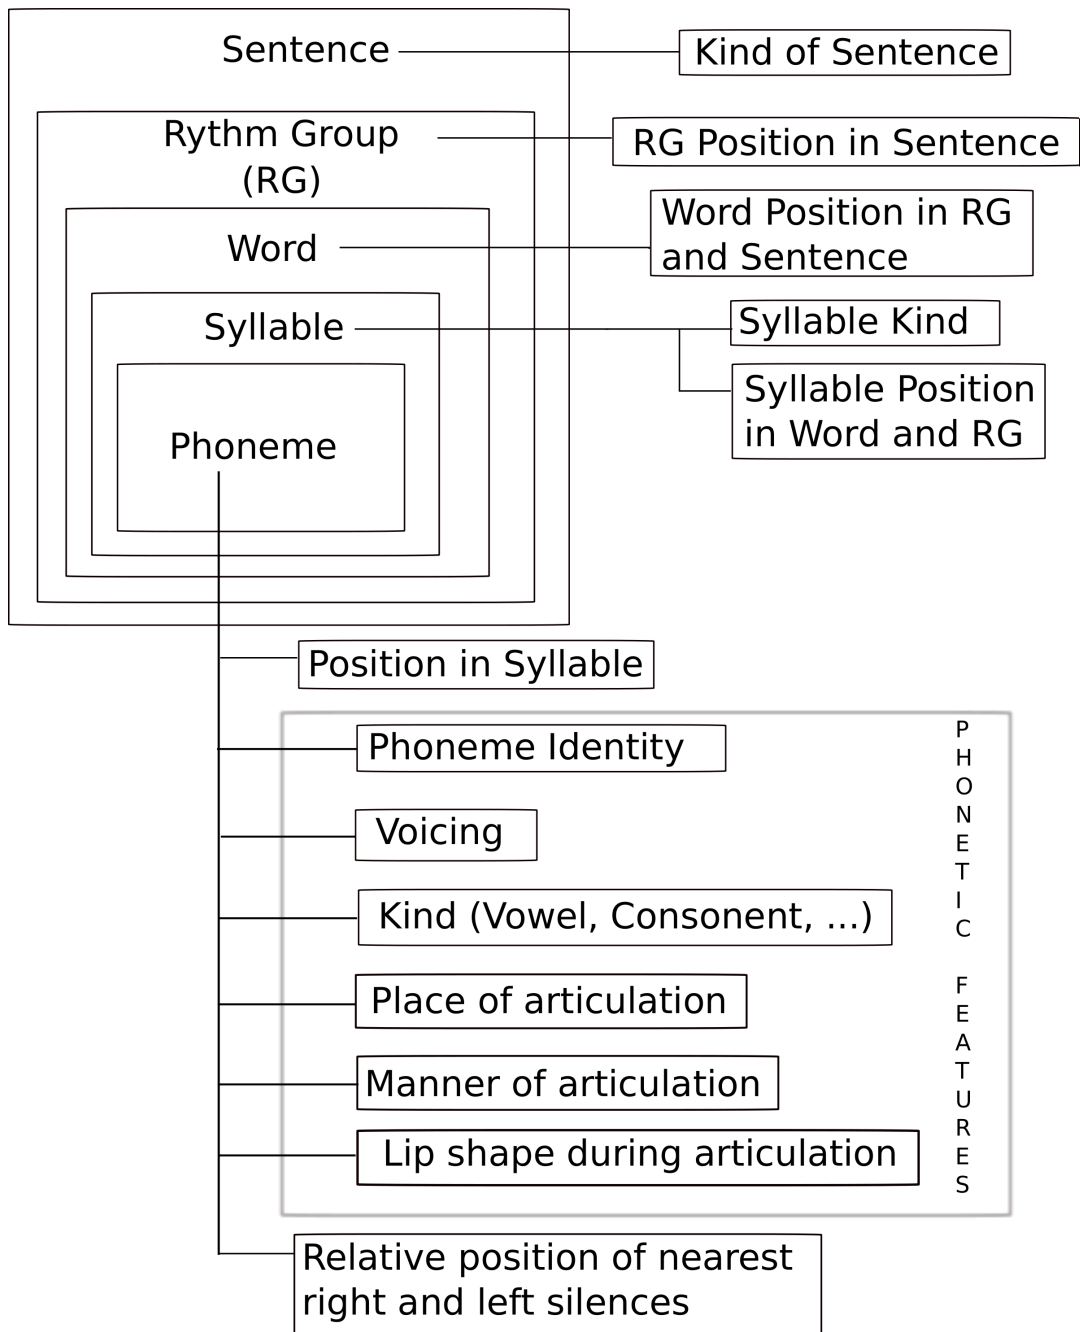 Sentence
Kind of Sentence
Rythm Group
(RG)
RG Position in Sentence
Word
Word Position in RG
and Sentence
Syllable
Syllable Kind
Syllable Position
in Word and RG
Phoneme
Position in Syllable
Phoneme Identity
Voicing
Kind (Vowel, Consonent, ...)
Place of articulation
Manner of articulation
Lip shape during articulation
PHONETIC FEATURES
Relative position of nearest
right and left silences